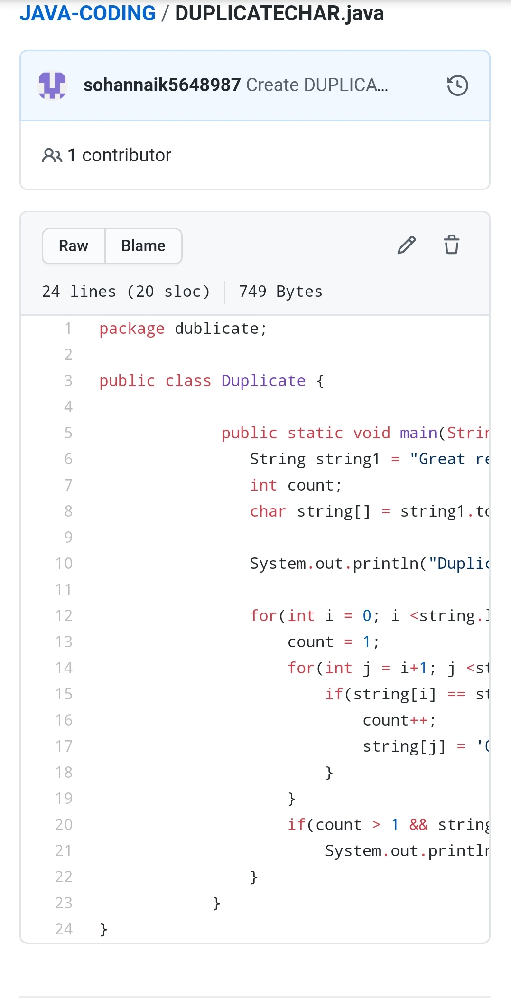 JAVA-CODING / DUPLICATECHAR.java
sohannaik5648987 Create DUPLICA...
1 contributor
Raw Blame
24 lines (20 sloc) 749 Bytes
1 package dublicate;
2
3 public class Duplicate {
4
5 public static void main(Strin
6 String string1 = "Great re
7 int count;
8 char string[] = string1.to
9
10 System.out.println("Duplic
11
12 for(int i = 0; i <string.l
13 count = 1;
14 for(int j = i+1; j <st
15 if(string[i] == st
16 count++;
17 string[j] = '0
18 }
19 }
20 if(count > 1 && string
21 System.out.println
22 }
23 }
24 }